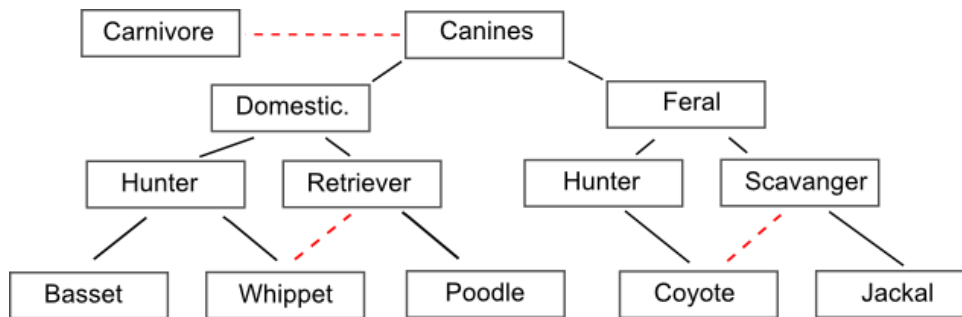 Carnivore
Canines
Domestic.
Feral
Hunter
Retriever
Hunter
Scavanger
Basset
Whippet
Poodle
Coyote
Jackal